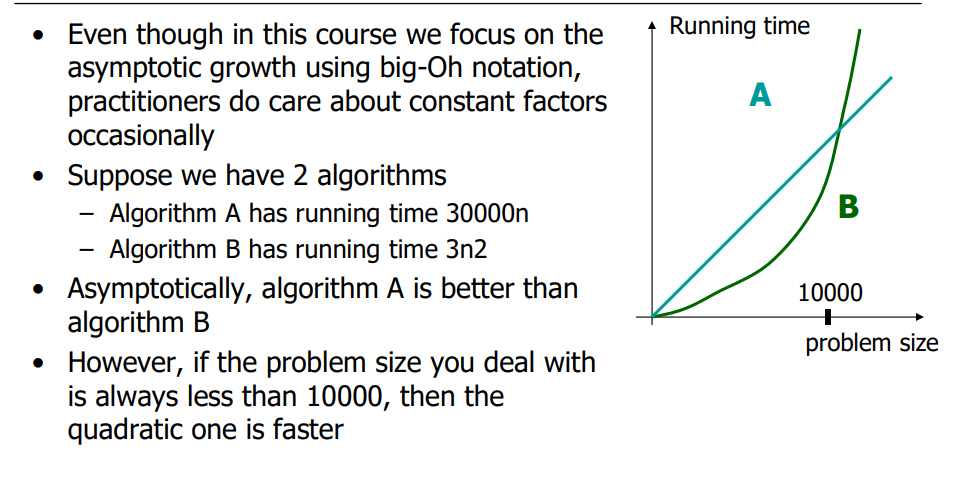 • Even though in this course we focus on the
asymptotic growth using big-Oh notation,
practitioners do care about constant factors
occasionally
• Suppose we have 2 algorithms
– Algorithm A has running time 30000n
– Algorithm B has running time 3n2
• Asymptotically, algorithm A is better than
algorithm B
• However, if the problem size you deal with
is always less than 10000, then the
quadratic one is faster
Running time
A
B
10000
problem size